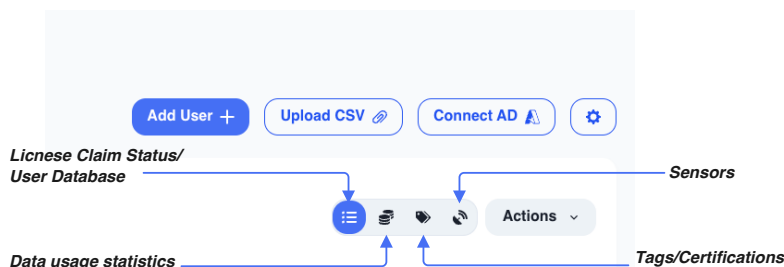 Add User
Upload CSV
Connect AD
Licnese Claim Status/
User Database
Sensors
Actions
Data usage statistics
Tags/Certifications